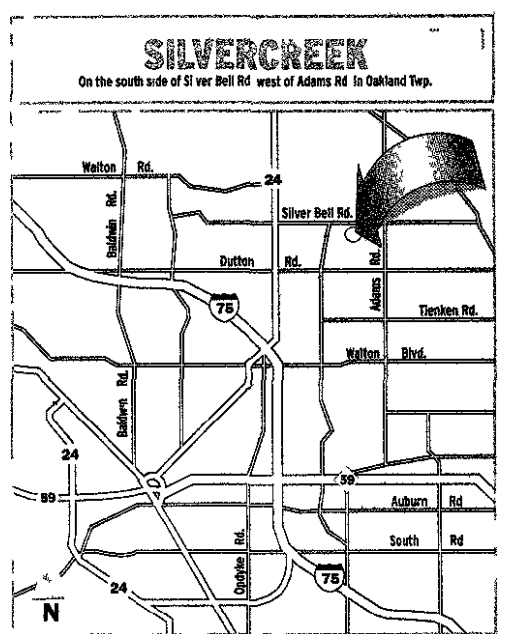 SILVERCREEK
On the south side of Sl ver Bell Rd west of Adams Rd in Oakland Twp.
Walton Rd.
24
Baldwin Rd.
Silver Bell Rd.
Dutton Rd.
Adams Rd.
75
Tienken Rd.
Walton Blvd.
Baldwin Rd.
24
59
59
Auburn Rd
South Rd
Opdyke Rd.
75
24
N